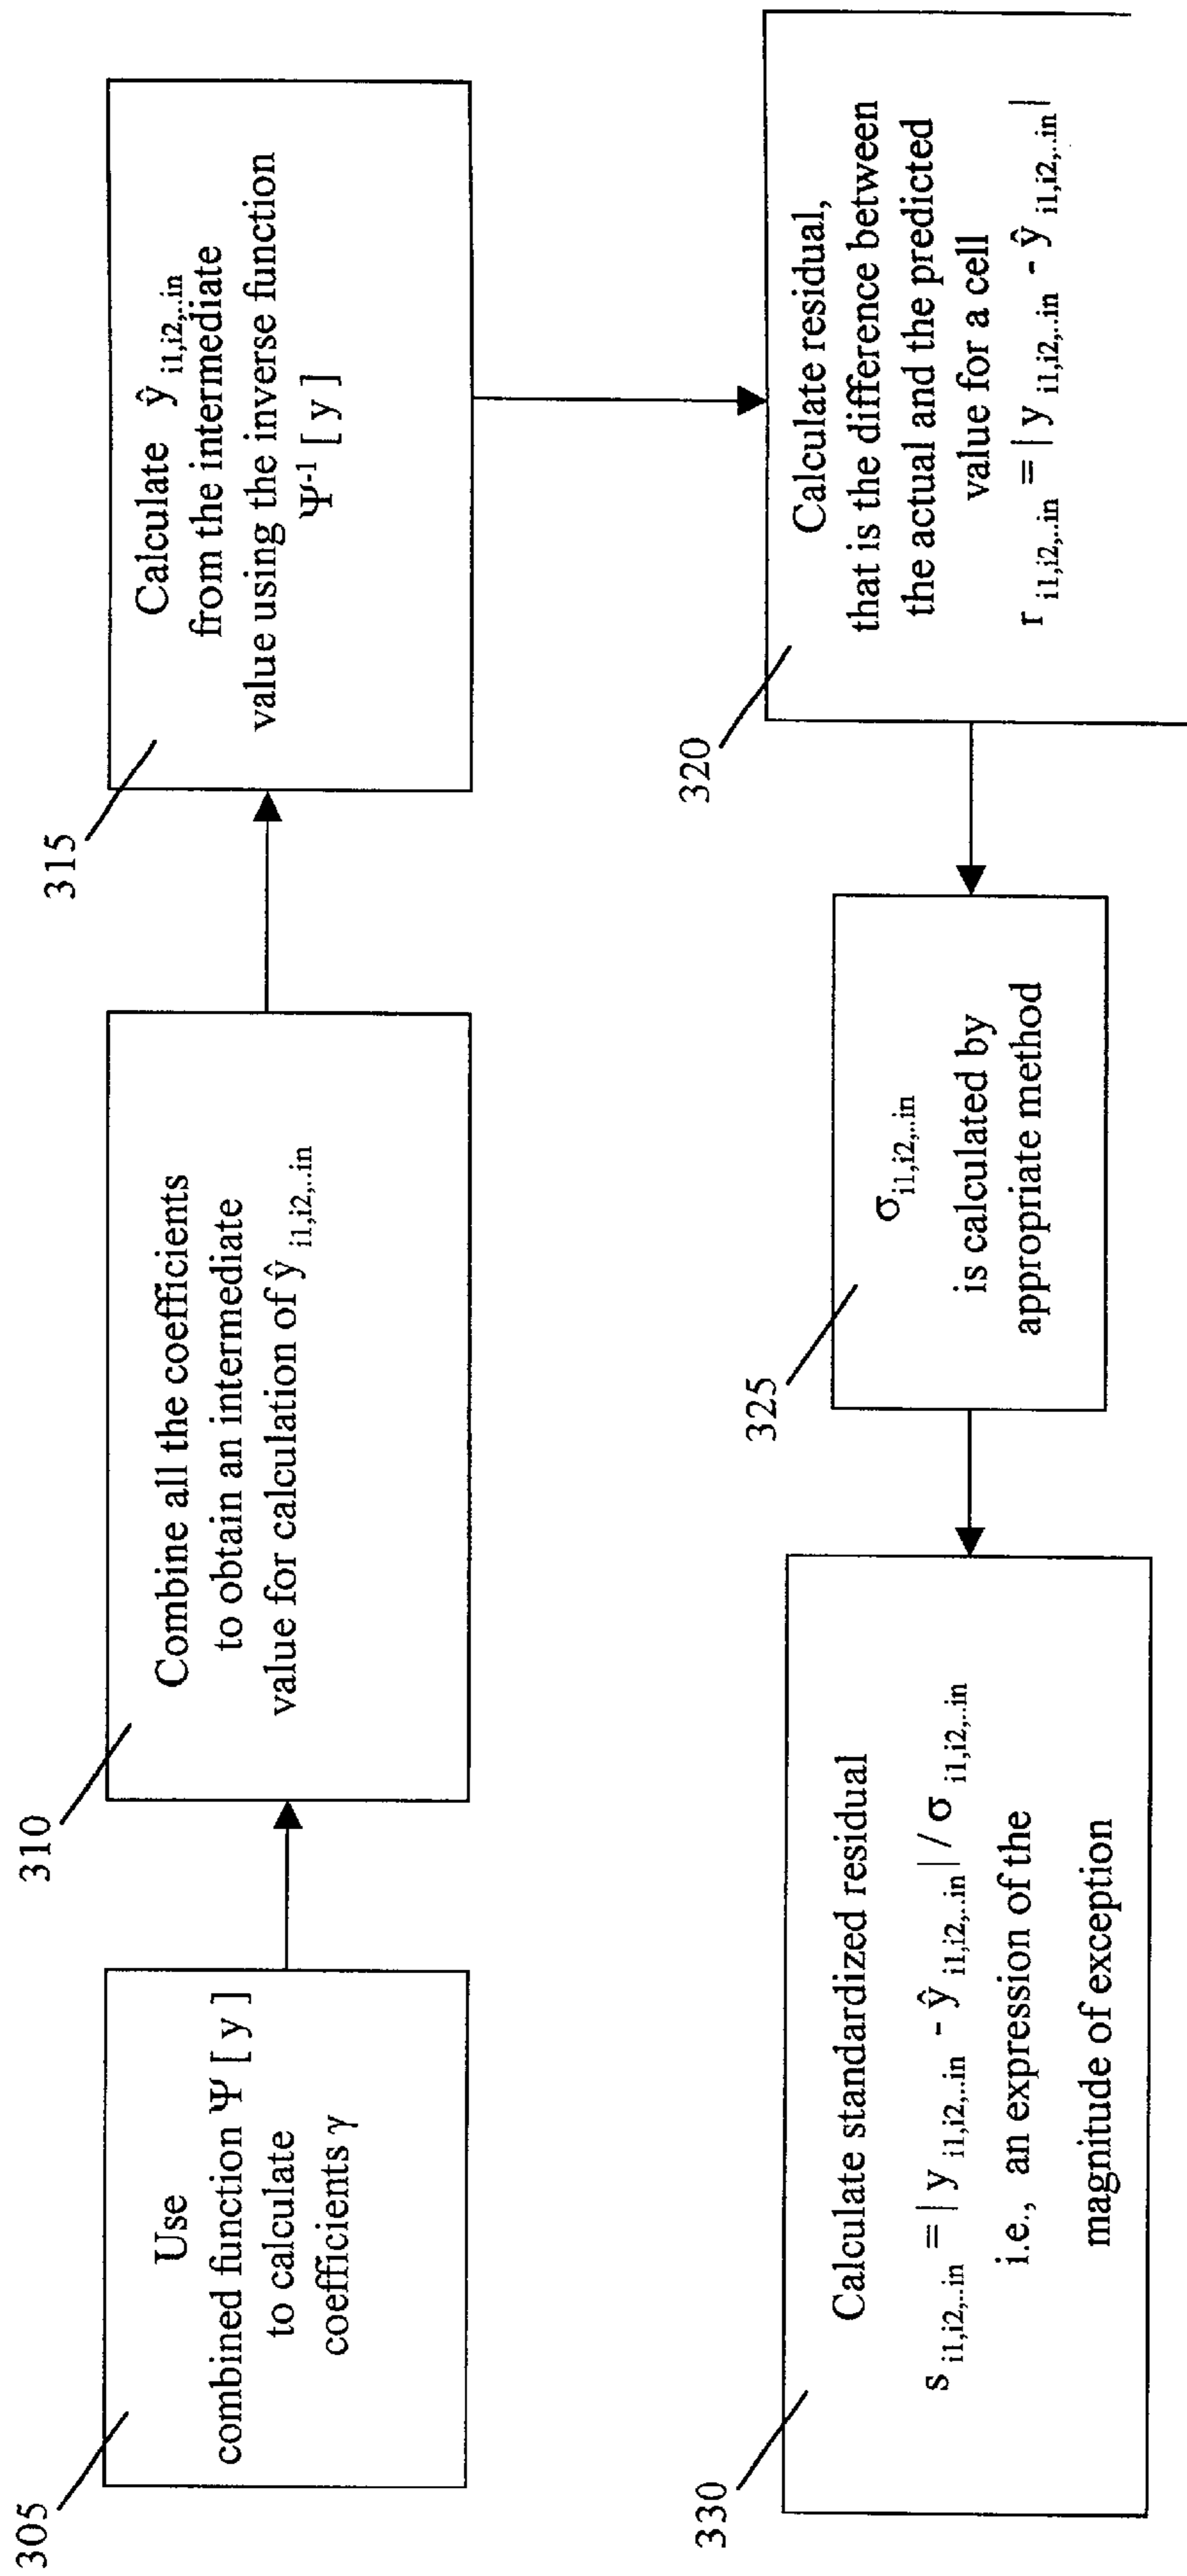 305
Use
combined function Ψ [ y ]
to calculate
coefficients γ
310
Combine all the coefficients
to obtain an intermediate
value for calculation of ŷ i1,i2,..in
315
Calculate ŷ i1,i2,..in
from the intermediate
value using the inverse function
Ψ-1 [ y ]
320
Calculate residual,
that is the difference between
the actual and the predicted
value for a cell
r i1,i2,..in = | y i1,i2,..in - ŷ i1,i2,..in |
325
σ i1,i2,..in
is calculated by
appropriate method
330
Calculate standardized residual
s i1,i2,..in = | y i1,i2,..in - ŷ i1,i2,..in | / σ i1,i2,..in
i.e., an expression of the
magnitude of exception